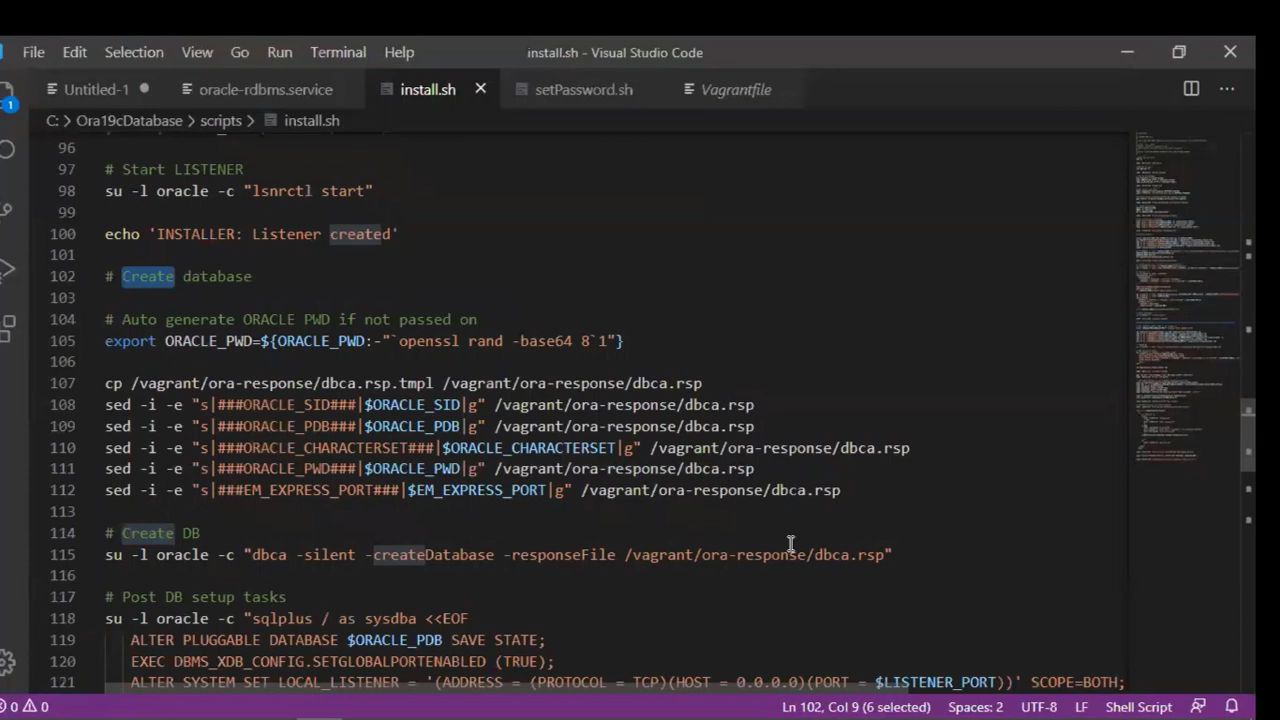 File Edit Selection View Go Run Terminal Help install.sh - Visual Studio Code
Untitled-1 oracle-rdbms.service install.sh setPassword.sh Vagrantfile
C: > Ora19cDatabase > scripts > install.sh
96
97 # Start LISTENER
98 su -l oracle -c "lsnrctl start"
99
100 echo 'INSTALLER: Listener created'
101
102 # Create database
103
104 # Auto generate ORACLE PWD if not passed on
105 export ORACLE_PWD=${ORACLE_PWD:-"`openssl rand -base64 8`1"}
106
107 cp /vagrant/ora-response/dbca.rsp.tmpl /vagrant/ora-response/dbca.rsp
108 sed -i -e "s|###ORACLE_SID###|$ORACLE_SID|g" /vagrant/ora-response/dbca.rsp
109 sed -i -e "s|###ORACLE_PDB###|$ORACLE_PDB|g" /vagrant/ora-response/dbca.rsp
110 sed -i -e "s|###ORACLE_CHARACTERSET###|$ORACLE_CHARACTERSET|g" /vagrant/ora-response/dbca.rsp
111 sed -i -e "s|###ORACLE_PWD###|$ORACLE_PWD|g" /vagrant/ora-response/dbca.rsp
112 sed -i -e "s|###EM_EXPRESS_PORT###|$EM_EXPRESS_PORT|g" /vagrant/ora-response/dbca.rsp
113
114 # Create DB
115 su -l oracle -c "dbca -silent -createDatabase -responseFile /vagrant/ora-response/dbca.rsp"
116
117 # Post DB setup tasks
118 su -l oracle -c "sqlplus / as sysdba <<EOF
119 ALTER PLUGGABLE DATABASE $ORACLE_PDB SAVE STATE;
120 EXEC DBMS_XDB_CONFIG.SETGLOBALPORTENABLED (TRUE);
121 ALTER SYSTEM SET LOCAL_LISTENER = '(ADDRESS = (PROTOCOL = TCP)(HOST = 0.0.0.0)(PORT = $LISTENER_PORT))' SCOPE=BOTH;
1
0 0 Ln 102, Col 9 (6 selected) Spaces: 2 UTF-8 LF Shell Script